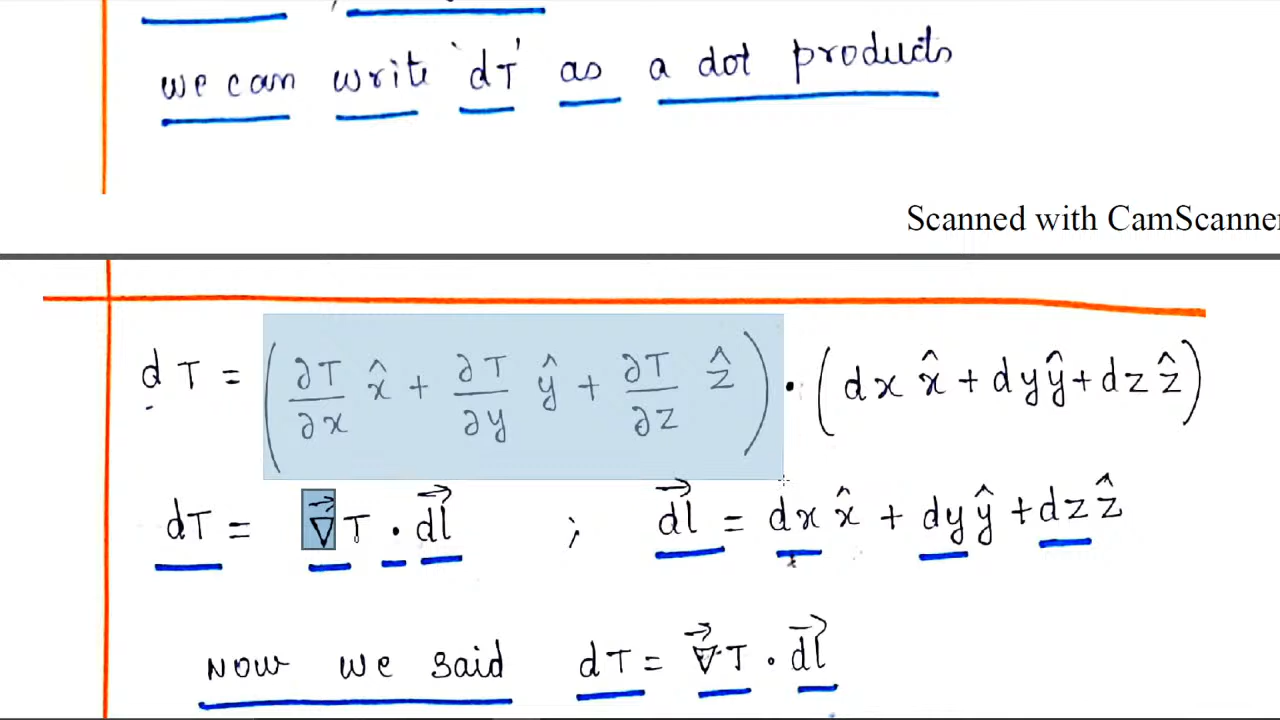 we can write 'dT' as a dot products
Scanned with CamScanner
dT = (∂T/∂x x̂ + ∂T/∂y ŷ + ∂T/∂z ẑ) · (dx x̂ + dy ŷ + dz ẑ)
dT = ∇⃗T · dl⃗ ; dl⃗ = dx x̂ + dy ŷ + dz ẑ
Now we said dT = ∇⃗T · dl⃗